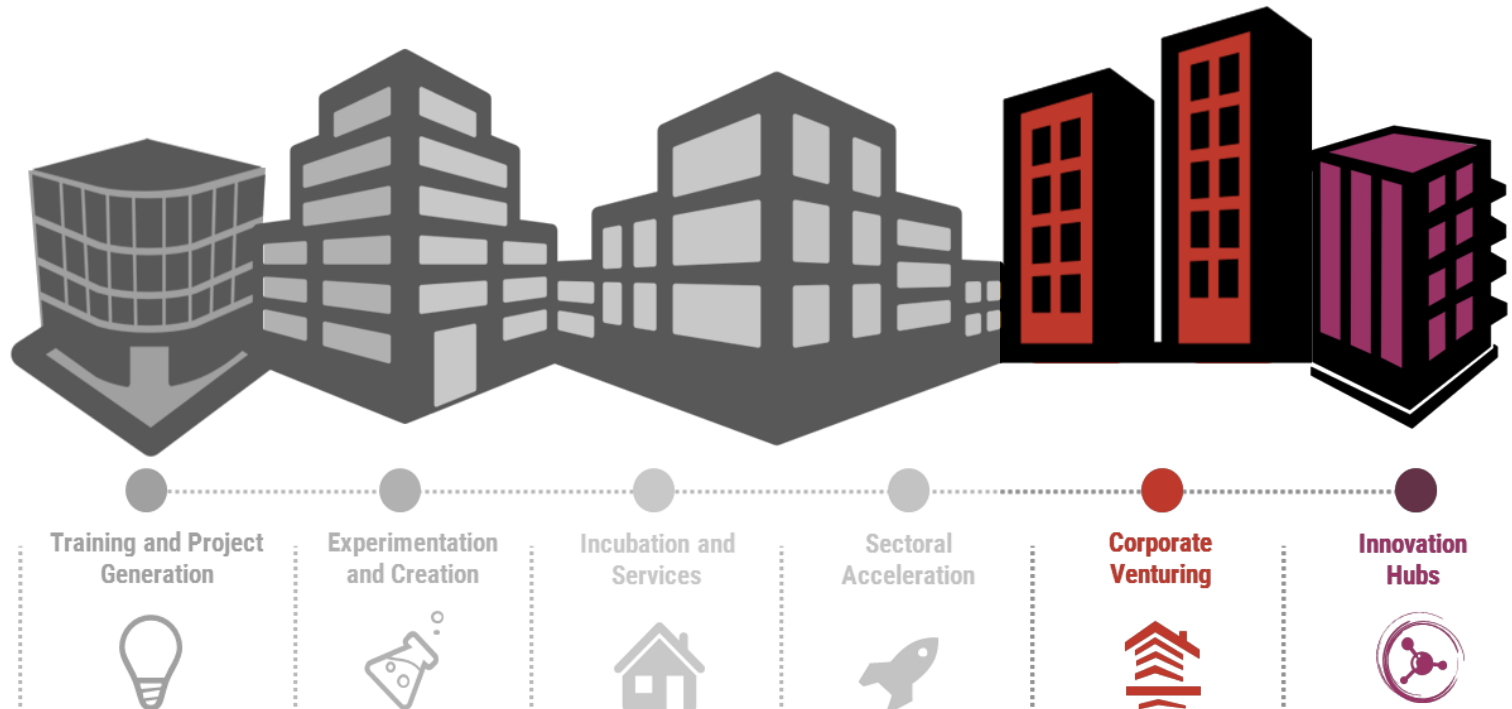 Training and Project
Generation
Experimentation
and Creation
Incubation and
Services
Sectoral
Acceleration
Corporate
Venturing
Innovation
Hubs